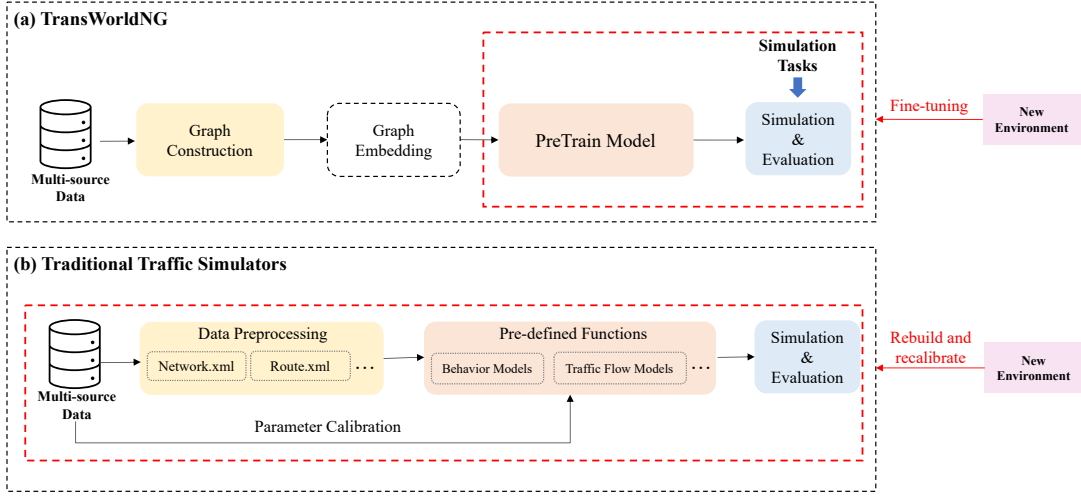 (a) TransWorldNG
Simulation
Tasks
Multi-source
Data
Graph
Construction
Graph
Embedding
PreTrain Model
Simulation
&
Evaluation
Fine-tuning
New
Environment
(b) Traditional Traffic Simulators
Multi-source
Data
Data Preprocessing
Network.xml
Route.xml
...
Pre-defined Functions
Behavior Models
Traffic Flow Models
...
Simulation
&
Evaluation
Parameter Calibration
Rebuild and
recalibrate
New
Environment